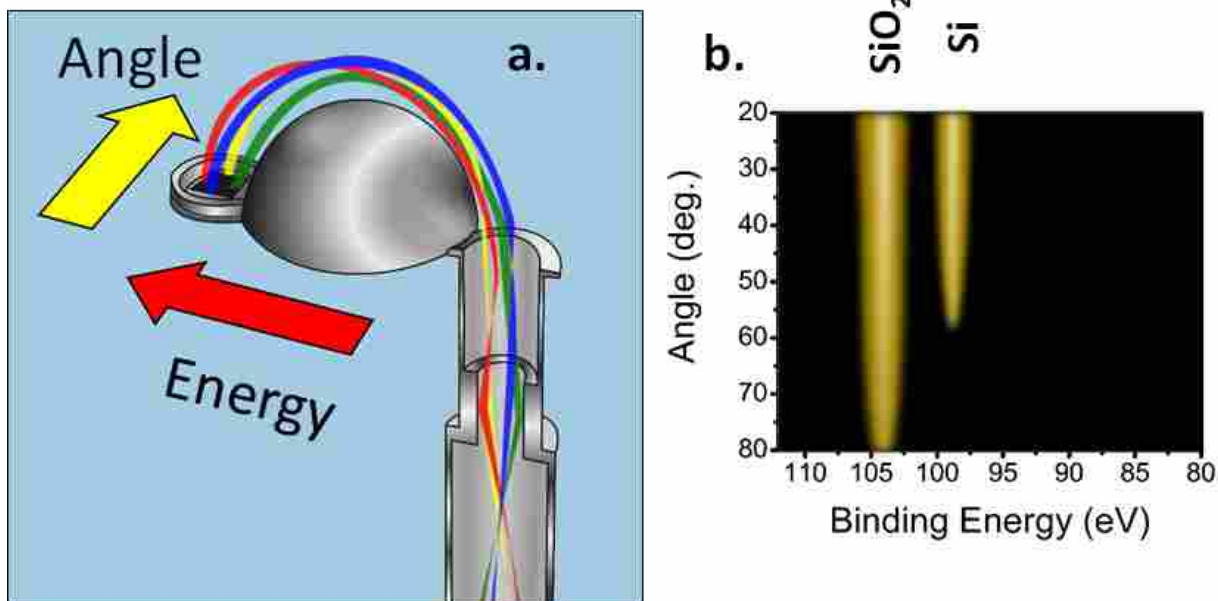 Angle
a.
Energy
b.
SiO₂
Si
20
30
40
50
60
70
80
Angle (deg.)
110 105 100 95 90 85 80
Binding Energy (eV)